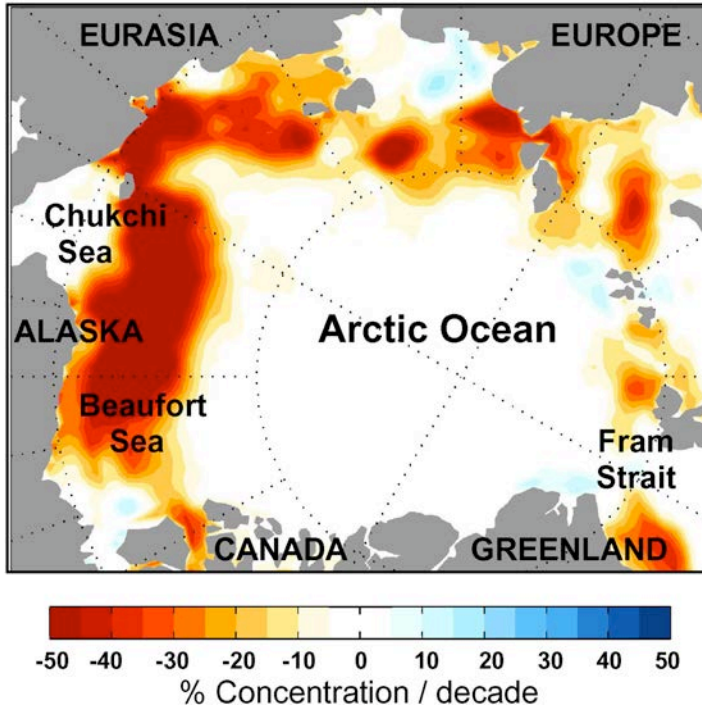 EURASIA
EUROPE
Chukchi
Sea
ALASKA
Arctic Ocean
Beaufort
Sea
Fram
Strait
CANADA
GREENLAND
-50 -40 -30 -20 -10 0 10 20 30 40 50
% Concentration / decade